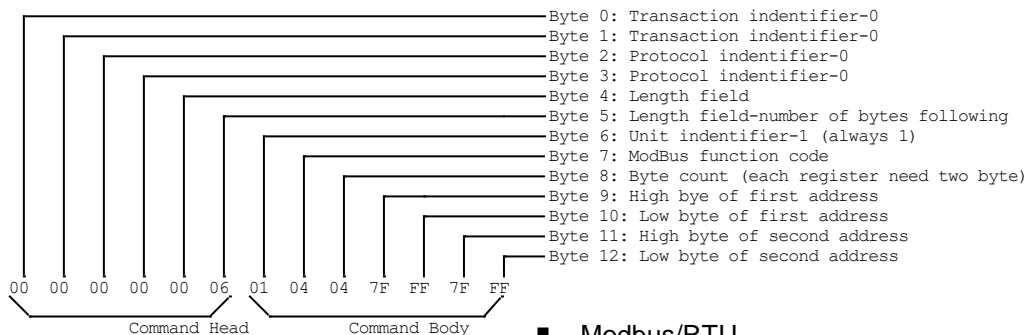 Byte 0: Transaction indentifier-0
Byte 1: Transaction indentifier-0
Byte 2: Protocol indentifier-0
Byte 3: Protocol indentifier-0
Byte 4: Length field
Byte 5: Length field-number of bytes following
Byte 6: Unit indentifier-1 (always 1)
Byte 7: ModBus function code
Byte 8: Byte count (each register need two byte)
Byte 9: High bye of first address
Byte 10: Low byte of first address
Byte 11: High byte of second address
Byte 12: Low byte of second address
00 00 00 00 00 06 01 04 04 7F FF 7F FF
Command Head Command Body
■ Modbus/RTU